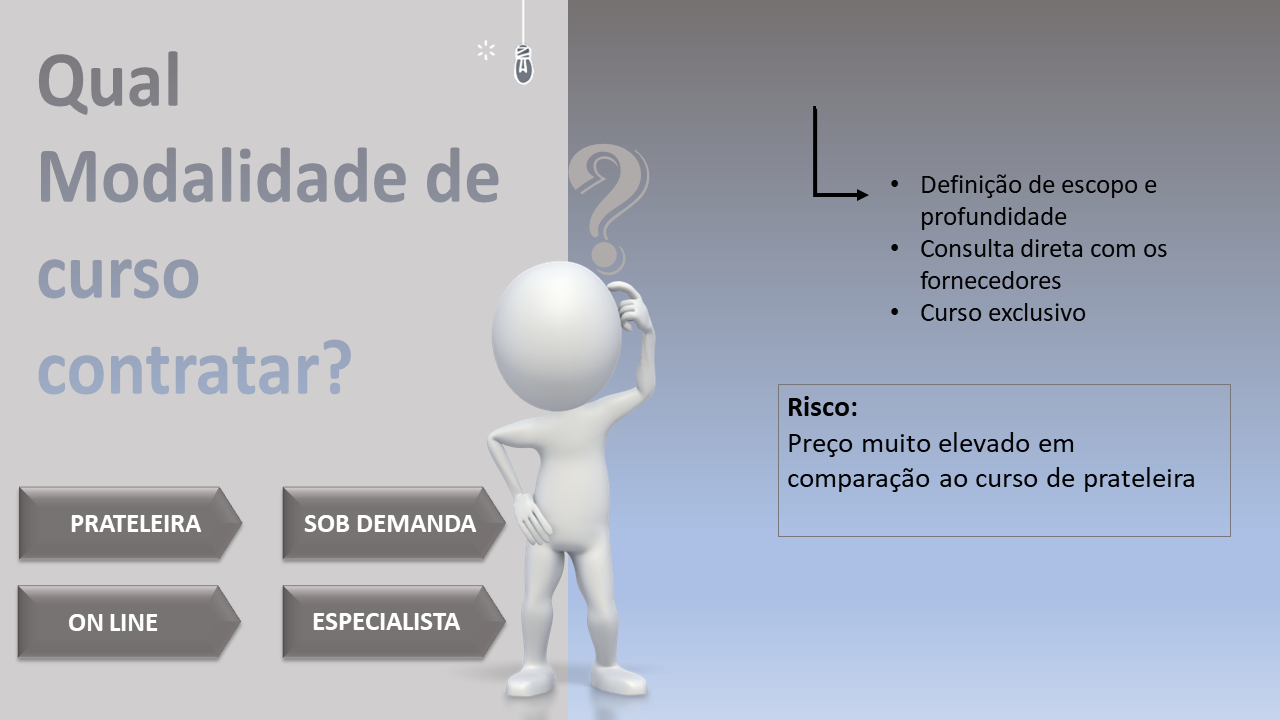 Qual
Modalidade de
curso
contratar?
PRATELEIRA
SOB DEMANDA
ON LINE
ESPECIALISTA
?
• Definição de escopo e
profundidade
• Consulta direta com os
fornecedores
• Curso exclusivo
Risco:
Preço muito elevado em
comparação ao curso de prateleira